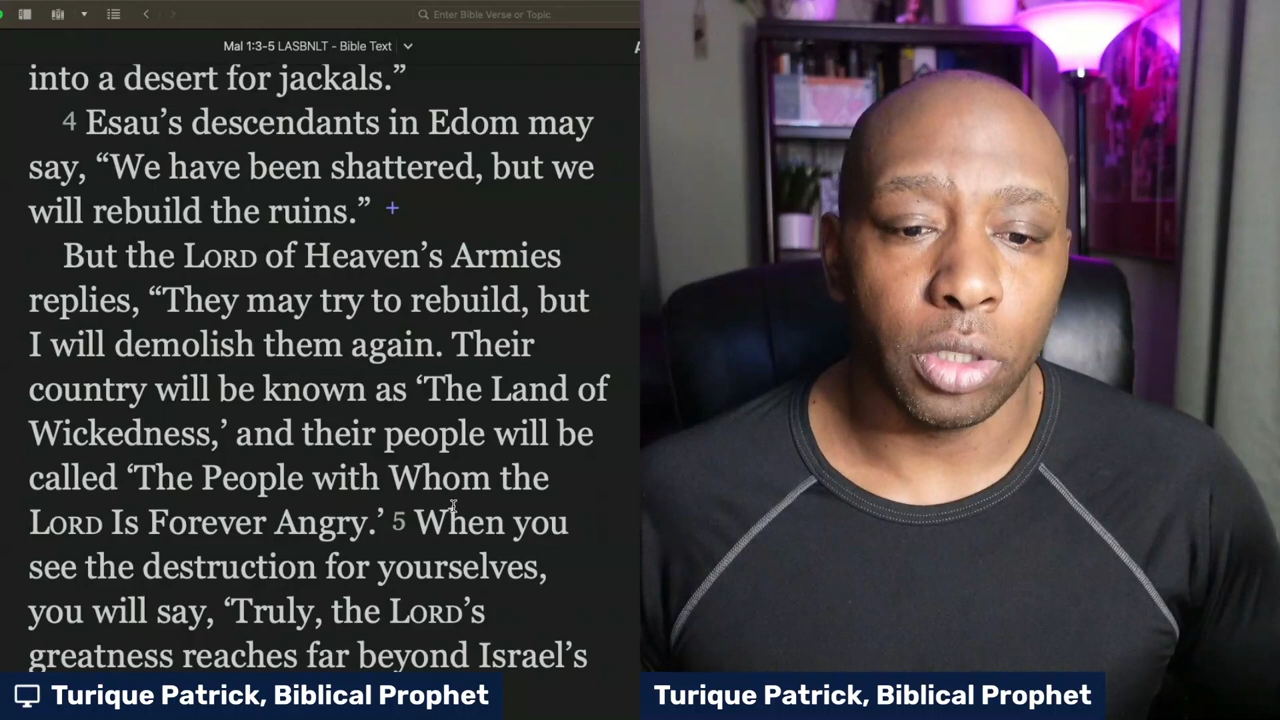 Enter Bible Verse or Topic
Mal 1:3-5 LASBNLT - Bible Text
A
into a desert for jackals.”
4 Esau’s descendants in Edom may
say, “We have been shattered, but we
will rebuild the ruins.” +
But the LORD of Heaven’s Armies
replies, “They may try to rebuild, but
I will demolish them again. Their
country will be known as ‘The Land of
Wickedness,’ and their people will be
called ‘The People with Whom the
LORD Is Forever Angry.’ 5 When you
see the destruction for yourselves,
you will say, ‘Truly, the LORD’s
greatness reaches far beyond Israel’s
Turique Patrick, Biblical Prophet
Turique Patrick, Biblical Prophet